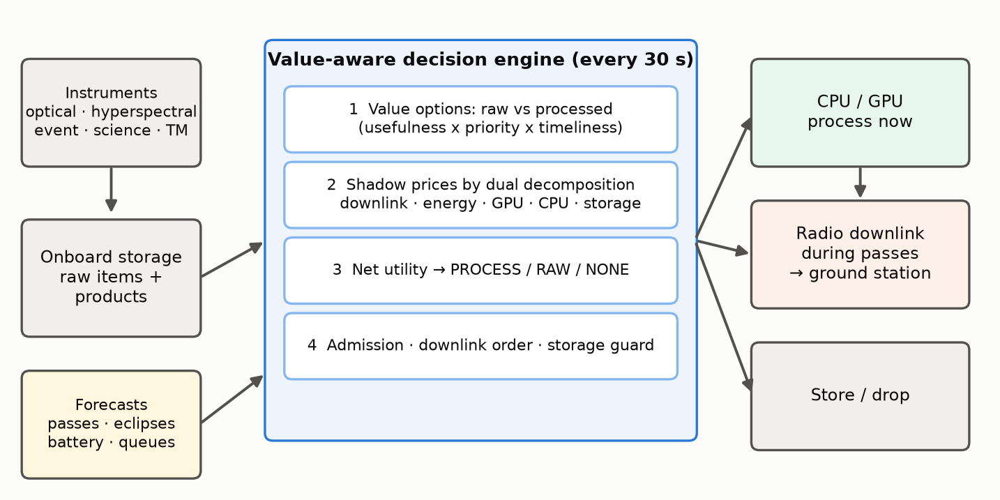 Instruments
optical · hyperspectral
event · science · TM
Onboard storage
raw items +
products
Forecasts
passes · eclipses
battery · queues
Value-aware decision engine (every 30 s)
1 Value options: raw vs processed
(usefulness x priority x timeliness)
2 Shadow prices by dual decomposition
downlink · energy · GPU · CPU · storage
3 Net utility → PROCESS / RAW / NONE
4 Admission · downlink order · storage guard
CPU / GPU
process now
Radio downlink
during passes
→ ground station
Store / drop